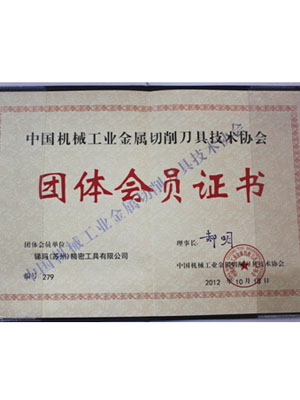 中国机械工业金属切削刀具技术协会
团体会员证书
团体会员单位:
锑玛(苏州)精密工具有限公司
编号: 279
理事长:
中国机械工业金属切削刀具技术协会
2012 年 10 月 18 日